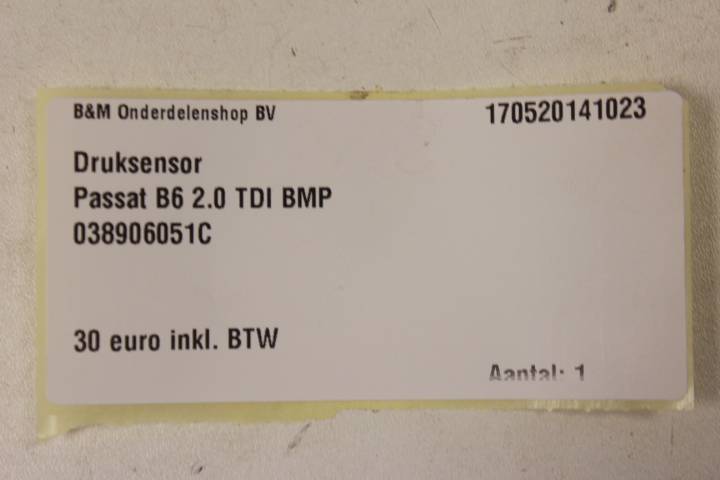 B&M Onderdelenshop BV 170520141023
Druksensor
Passat B6 2.0 TDI BMP
038906051C
30 euro inkl. BTW
Aantal: 1